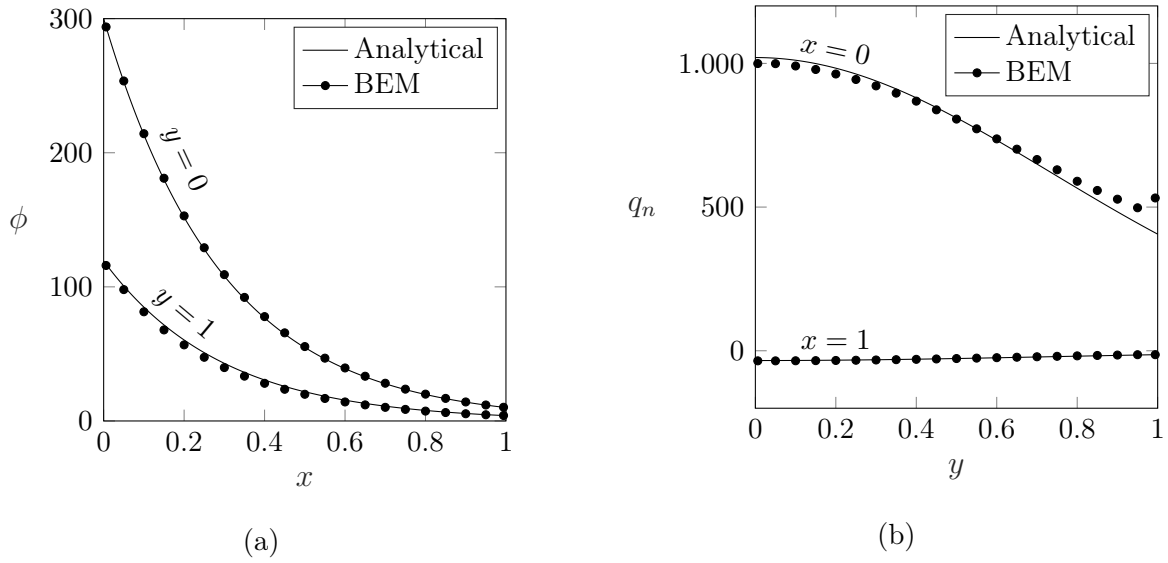 300
200
100
0
ϕ
0
0.2
0.4
0.6
0.8
1
x
y = 0
y = 1
Analytical
BEM
(a)
1.000
500
0
q_n
0
0.2
0.4
0.6
0.8
1
y
x = 0
x = 1
Analytical
BEM
(b)